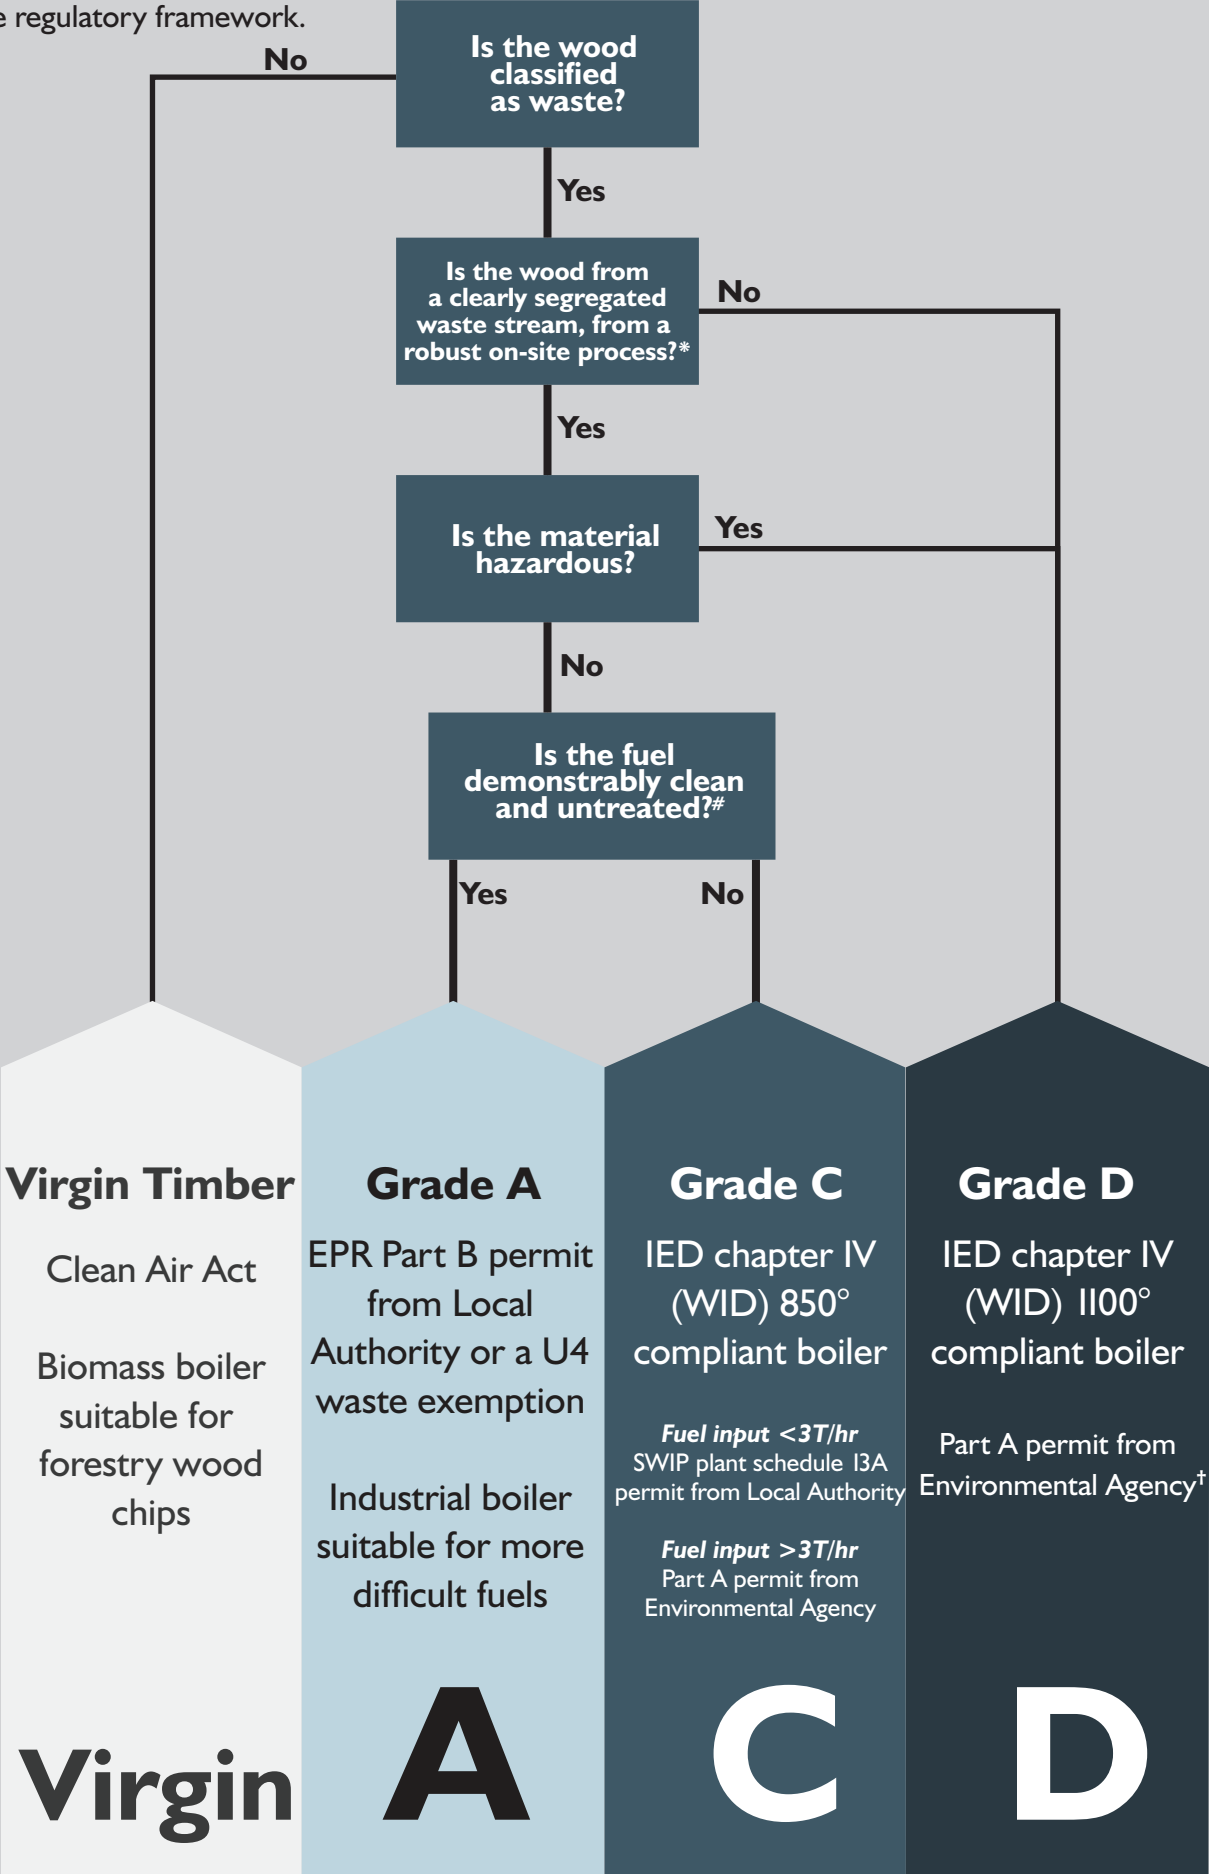 e regulatory framework.
Is the wood
classified
as waste?
No
Yes
Is the wood from
a clearly segregated
waste stream, from a
robust on-site process?*
No
Yes
Is the material
hazardous?
Yes
No
Is the fuel
demonstrably clean
and untreated?#
Yes
No
Virgin Timber
Clean Air Act
Biomass boiler
suitable for
forestry wood
chips
Virgin
Grade A
EPR Part B permit
from Local
Authority or a U4
waste exemption
Industrial boiler
suitable for more
difficult fuels
A
Grade C
IED chapter IV
(WID) 850°
compliant boiler
Fuel input <3T/hr
SWIP plant schedule 13A
permit from Local Authority
Fuel input >3T/hr
Part A permit from
Environmental Agency
C
Grade D
IED chapter IV
(WID) 1100°
compliant boiler
Part A permit from
Environmental Agency†
D